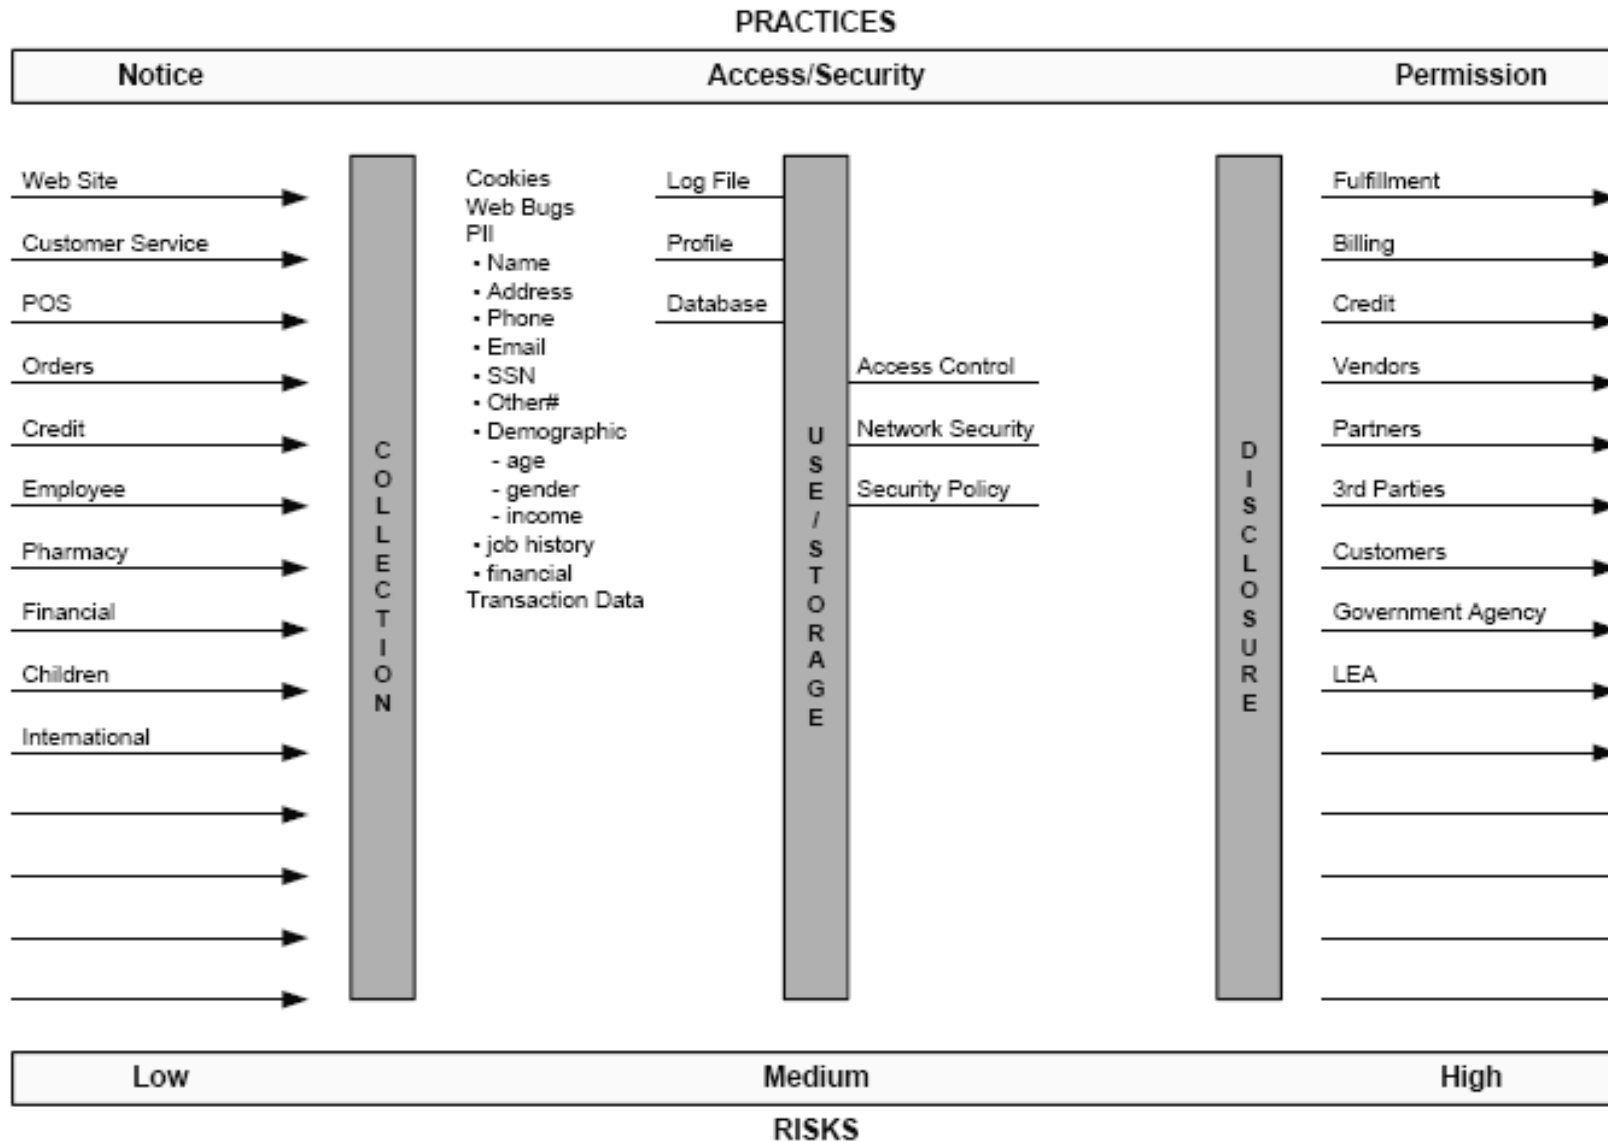 PRACTICES
Notice
Access/Security
Permission
Web Site
Customer Service
POS
Orders
Credit
Employee
Pharmacy
Financial
Children
International
COLLECTION
Cookies
Web Bugs
PII
▪ Name
▪ Address
▪ Phone
▪ Email
▪ SSN
▪ Other#
▪ Demographic
- age
- gender
- income
▪ job history
▪ financial
Transaction Data
Log File
Profile
Database
USE/STORAGE
Access Control
Network Security
Security Policy
DISCLOSURE
Fulfillment
Billing
Credit
Vendors
Partners
3rd Parties
Customers
Government Agency
LEA
Low
Medium
High
RISKS